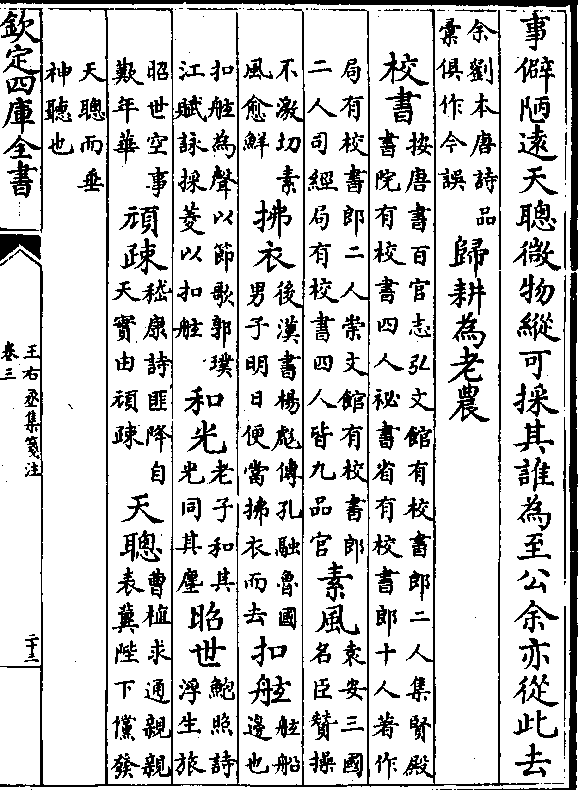 事僻陋遠天聰微物縱可採其誰為至公余亦從此去
余劉本唐詩品
彙俱作今誤
歸耕為老農
校書
按唐書百官志弘文館有校書郎二人集賢殿
書院有校書四人秘書省有校書郎十人著作
局有校書郎二人崇文館有校書郎
二人司經局有校書四人皆九品官
素風
袁安三國
名臣贊操
不激切素
風愈鮮
拂衣
後漢書楊彪傳孔融魯國
男子明日便當拂衣而去
扣舷
舷船
邊也
扣舷為聲以節歌郭璞
江賦詠採菱以扣舷
和光
老子和其
光同其塵
昭世
鮑照詩
浮生旅
昭世空事
歎年華
頑疎
嵇康詩匪降自
天實由頑疎
天聰
曹植求通親親
表冀陛下儻發
天聰而垂
神聽也
欽定四庫全書
王右丞集箋注
卷三
二十三